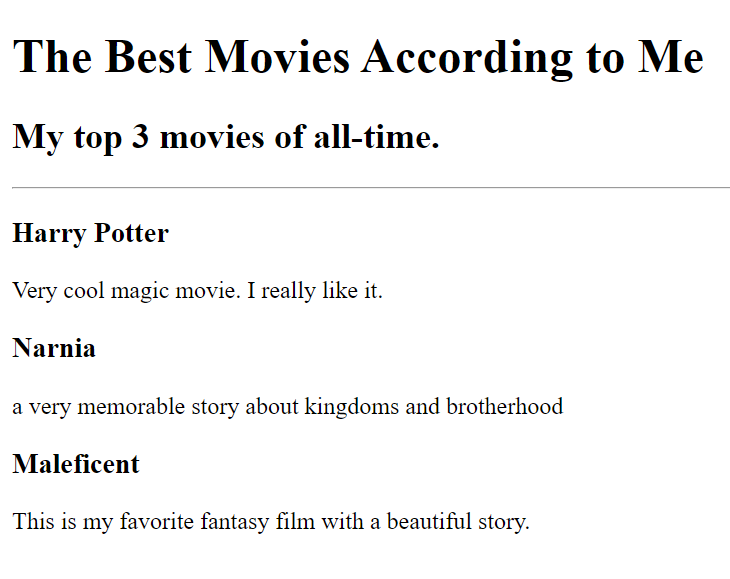 The Best Movies According to Me
My top 3 movies of all-time.
Harry Potter
Very cool magic movie. I really like it.
Narnia
a very memorable story about kingdoms and brotherhood
Maleficent
This is my favorite fantasy film with a beautiful story.